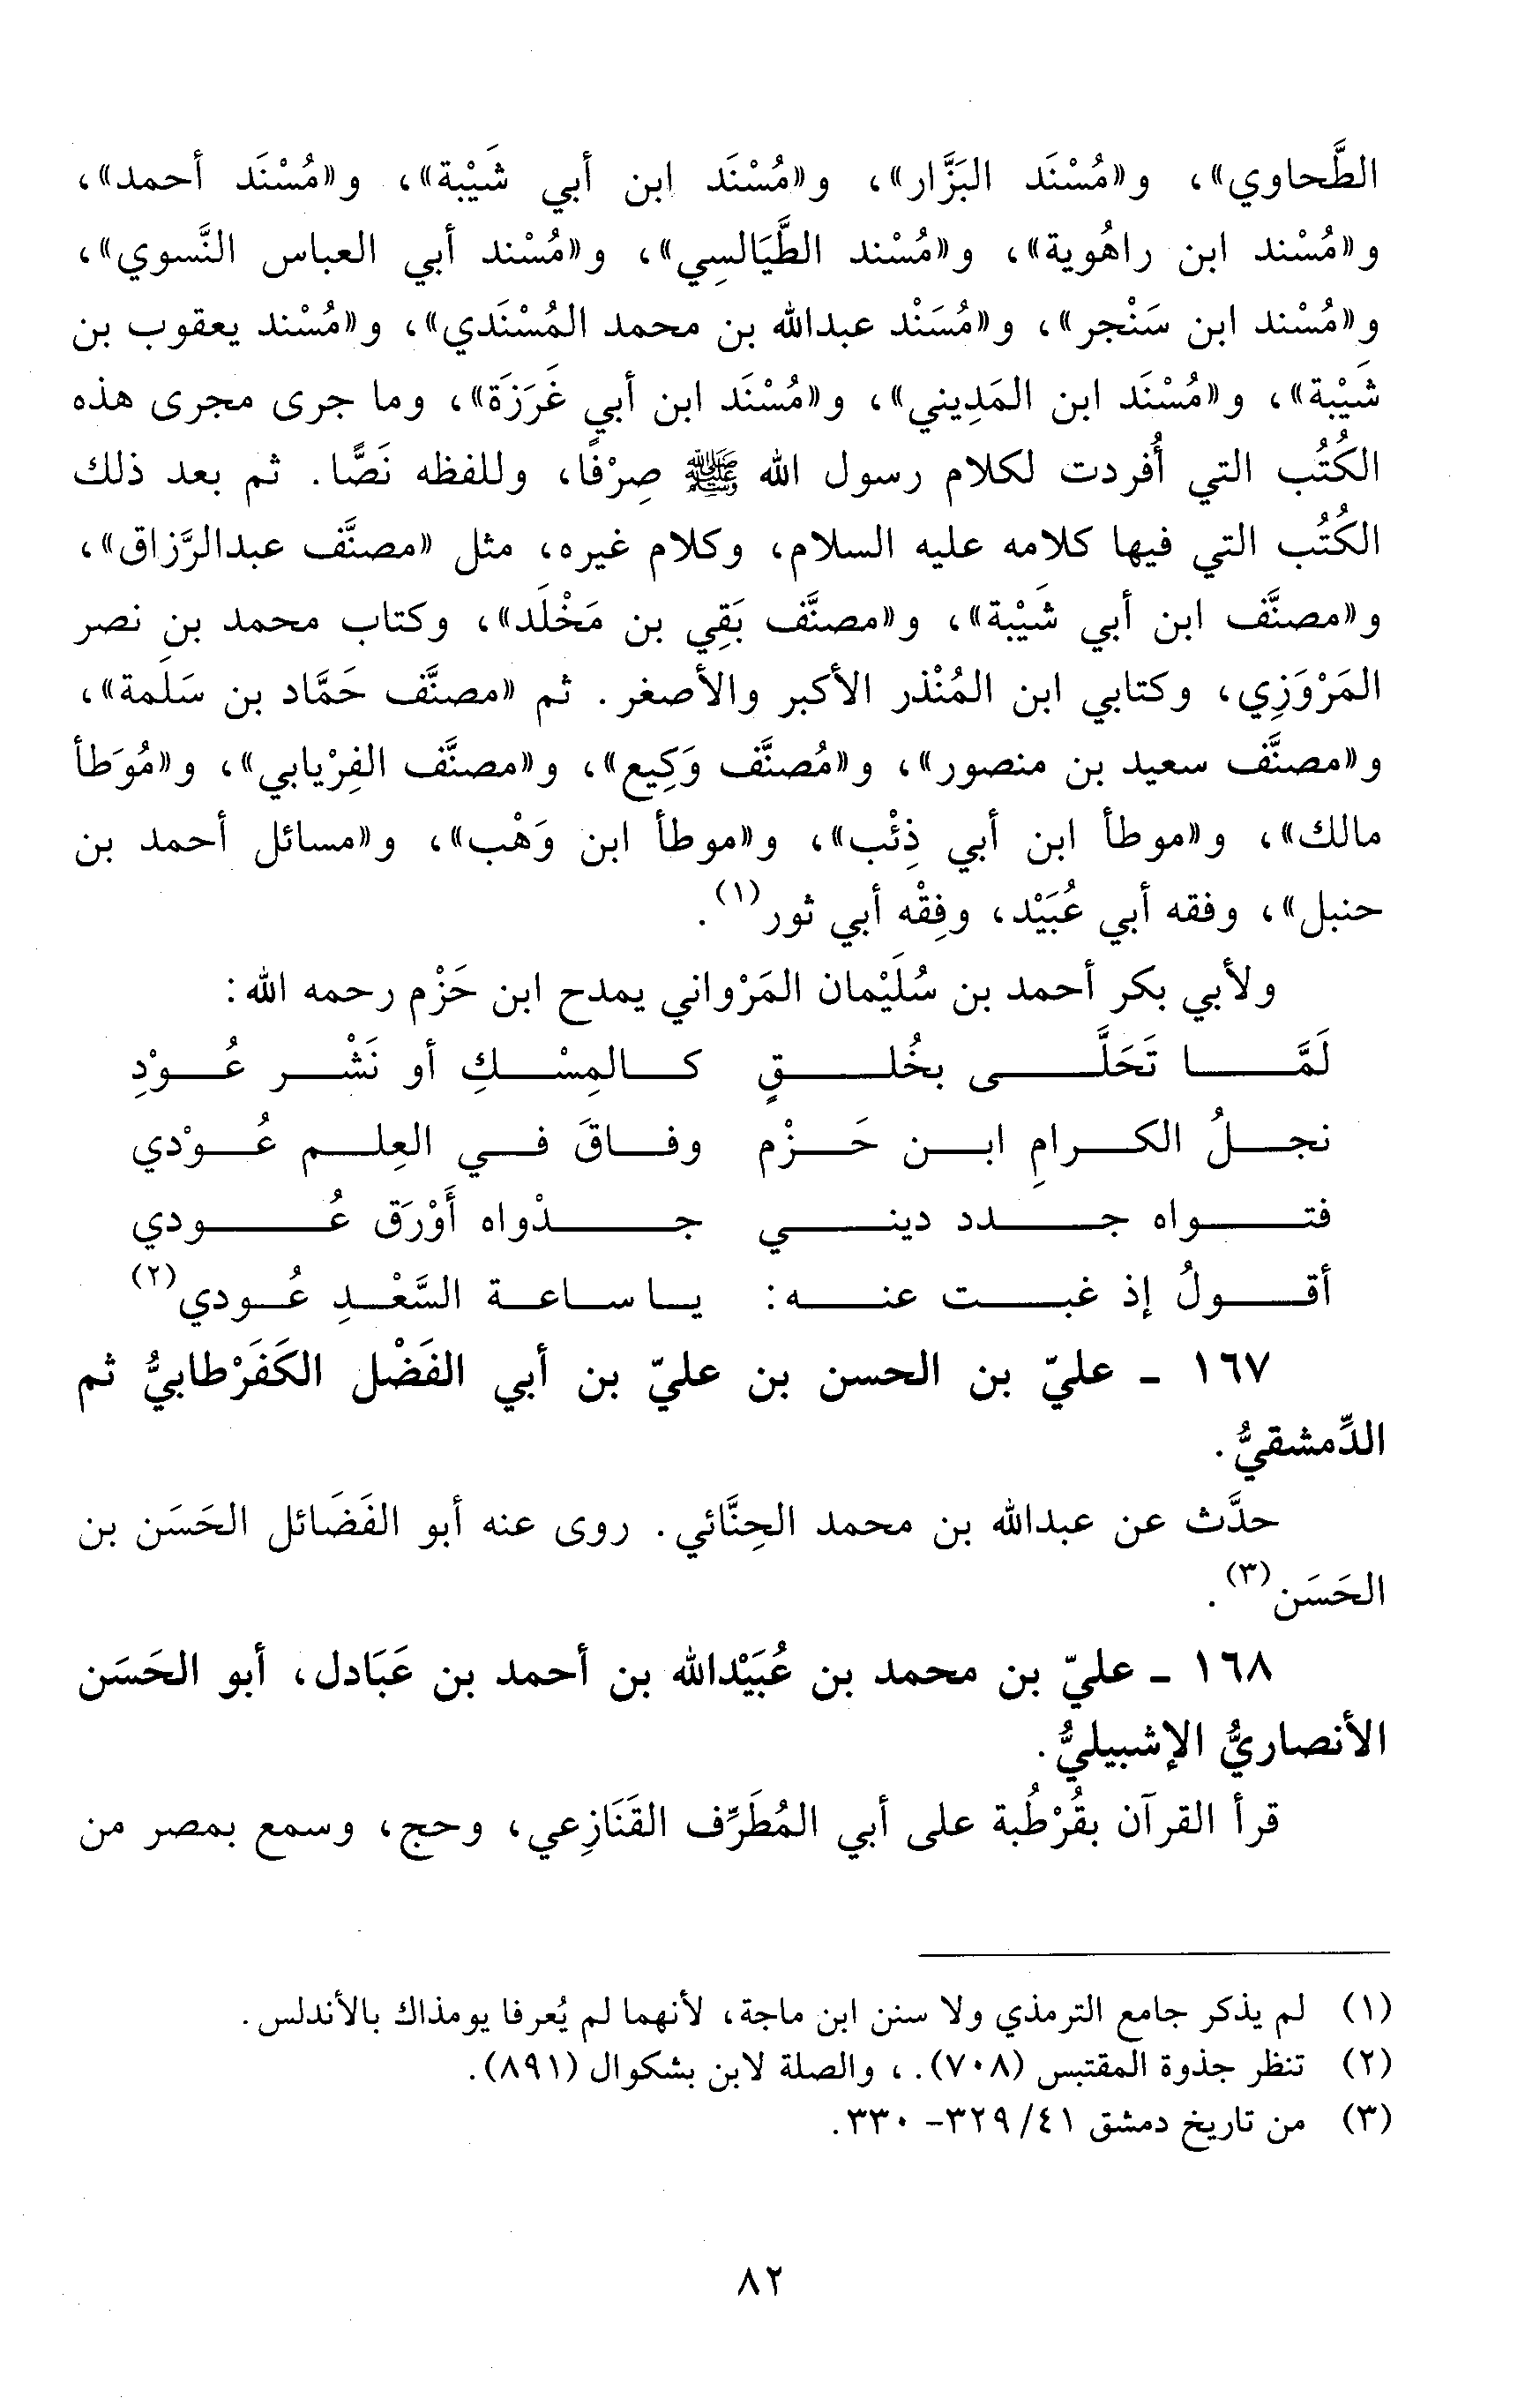 الطَّحاوي»، و«مُسْنَد البَزَّار»، و«مُسْنَد ابن أبي شَيْبة»، و«مُسْنَد أحمد»،
و«مُسْند ابن راهُوية»، و«مُسْند الطَّيَالسِي»، و«مُسْند أبي العباس النَّسوي»،
و«مُسْند ابن سَنْجر»، و«مُسَنْد عبدالله بن محمد المُسْنَدي»، و«مُسْند يعقوب بن
شَيْبة»، و«مُسْنَد ابن المَدِيني»، و«مُسْنَد ابن أبي غَرَزَة»، وما جرى مجرى هذه
الكُتُب التي أُفردت لكلام رسول الله ﷺ صِرْفًا، وللفظه نَصًّا. ثم بعد ذلك
الكُتُب التي فيها كلامه عليه السلام، وكلام غيره، مثل «مصنَّف عبدالرَّزاق»،
و«مصنَّف ابن أبي شَيْبة»، و«مصنَّف بَقِي بن مَخْلَد»، وكتاب محمد بن نصر
المَرْوَزِي، وكتابي ابن المُنْذر الأكبر والأصغر. ثم «مصنَّف حَمَّاد بن سَلَمة»،
و«مصنَّف سعيد بن منصور»، و«مُصنَّف وَكِيع»، و«مصنَّف الفِرْيابي»، و«مُوَطأ
مالك»، و«موطأ ابن أبي ذِئْب»، و«موطأ ابن وَهْب»، و«مسائل أحمد بن
حنبل»، وفقه أبي عُبَيْد، وفِقْه أبي ثور(١).
ولأبي بكر أحمد بن سُلَيْمان المَرْواني يمدح ابن حَزْم رحمه الله:
لَمَّا تَحَلَّى بخُلقٍ كالمِسْكِ أو نَشْر عُوْدِ
نجلُ الكرامِ ابن حَزْم وفاقَ في العِلم عُوْدي
فتواه جدد ديني جذْواه أَوْرَق عُودي
أقولُ إذ غبت عنه: ياساعة السَّعْدِ عُودي(٢)
١٦٧ ـ عليّ بن الحسن بن عليّ بن أبي الفَضْل الكَفَرْطابيُّ ثم
الدِّمشقيُّ.
حدَّث عن عبدالله بن محمد الحِنَّائي. روى عنه أبو الفَضَائل الحَسَن بن
الحَسَن(٣).
١٦٨ ـ عليّ بن محمد بن عُبَيْدالله بن أحمد بن عَبَادل، أبو الحَسَن
الأنصاريُّ الإشبيليُّ.
قرأ القرآن بقُرْطُبة على أبي المُطَرِّف القَنَازِعي، وحج، وسمع بمصر من
(١) لم يذكر جامع الترمذي ولا سنن ابن ماجة، لأنهما لم يُعرفا يومذاك بالأندلس.
(٢) تنظر جذوة المقتبس (٧٠٨).، والصلة لابن بشكوال (٨٩١).
(٣) من تاريخ دمشق ٤١/ ٣٢٩- ٣٣٠.
٨٢